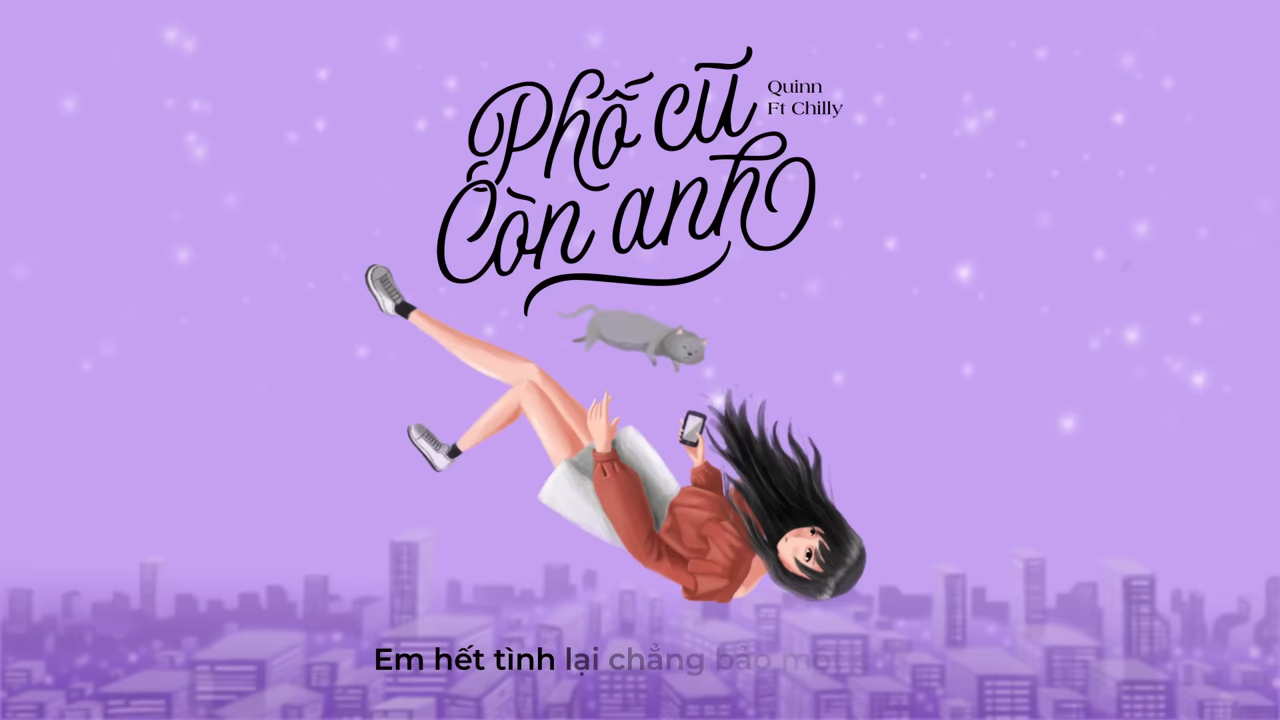 Phố cũ
Còn anh
Quinn
Ft Chilly
Em hết tình lại chẳng bảo